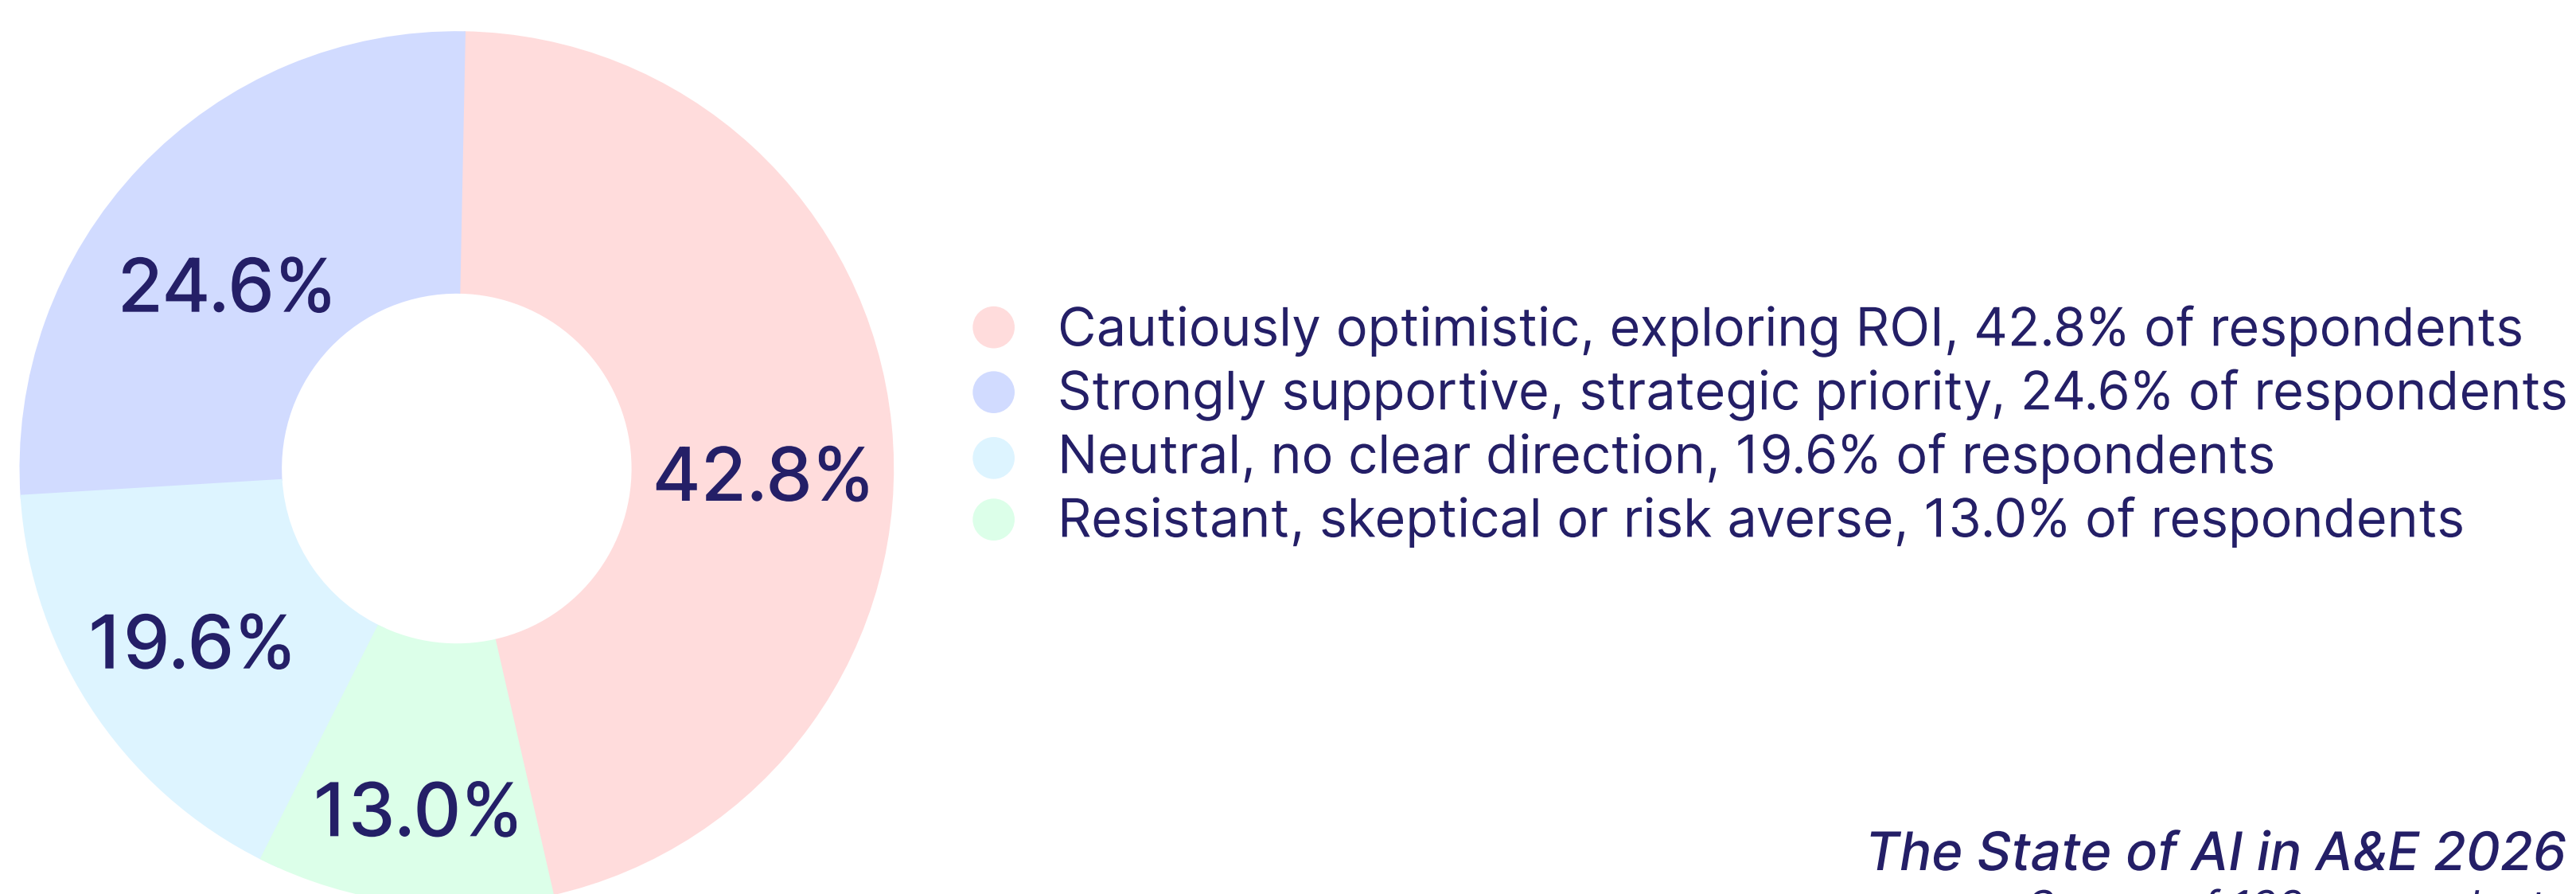 24.6%
42.8%
19.6%
13.0%
Cautiously optimistic, exploring ROI, 42.8% of respondents
Strongly supportive, strategic priority, 24.6% of respondents
Neutral, no clear direction, 19.6% of respondents
Resistant, skeptical or risk averse, 13.0% of respondents
The State of AI in A&E 2026